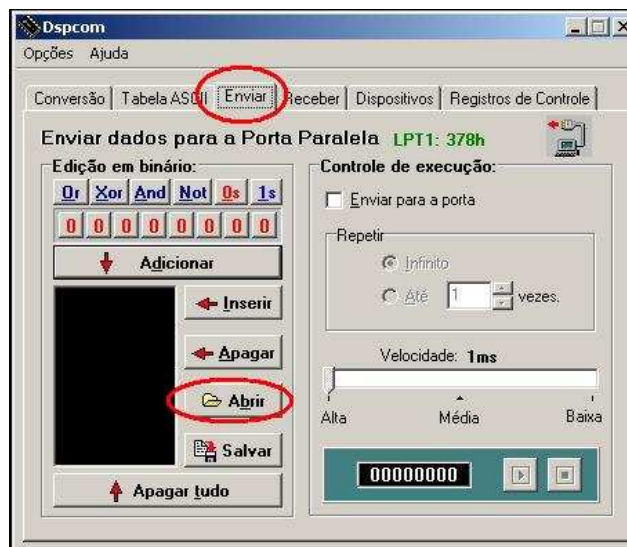 Dspcom
Opções Ajuda
Conversão Tabela ASCII Enviar Receber Dispositivos Registros de Controle
Enviar dados para a Porta Paralela LPT1: 378h
Edição em binário:
Or Xor And Not 0s 1s
0 0 0 0 0 0 0 0
Adicionar
Inserir
Apagar
Abrir
Salvar
Apagar tudo
Controle de execução:
Enviar para a porta
Repetir
Infinito
Até 1 vezes.
Velocidade: 1ms
Alta Média Baixa
00000000